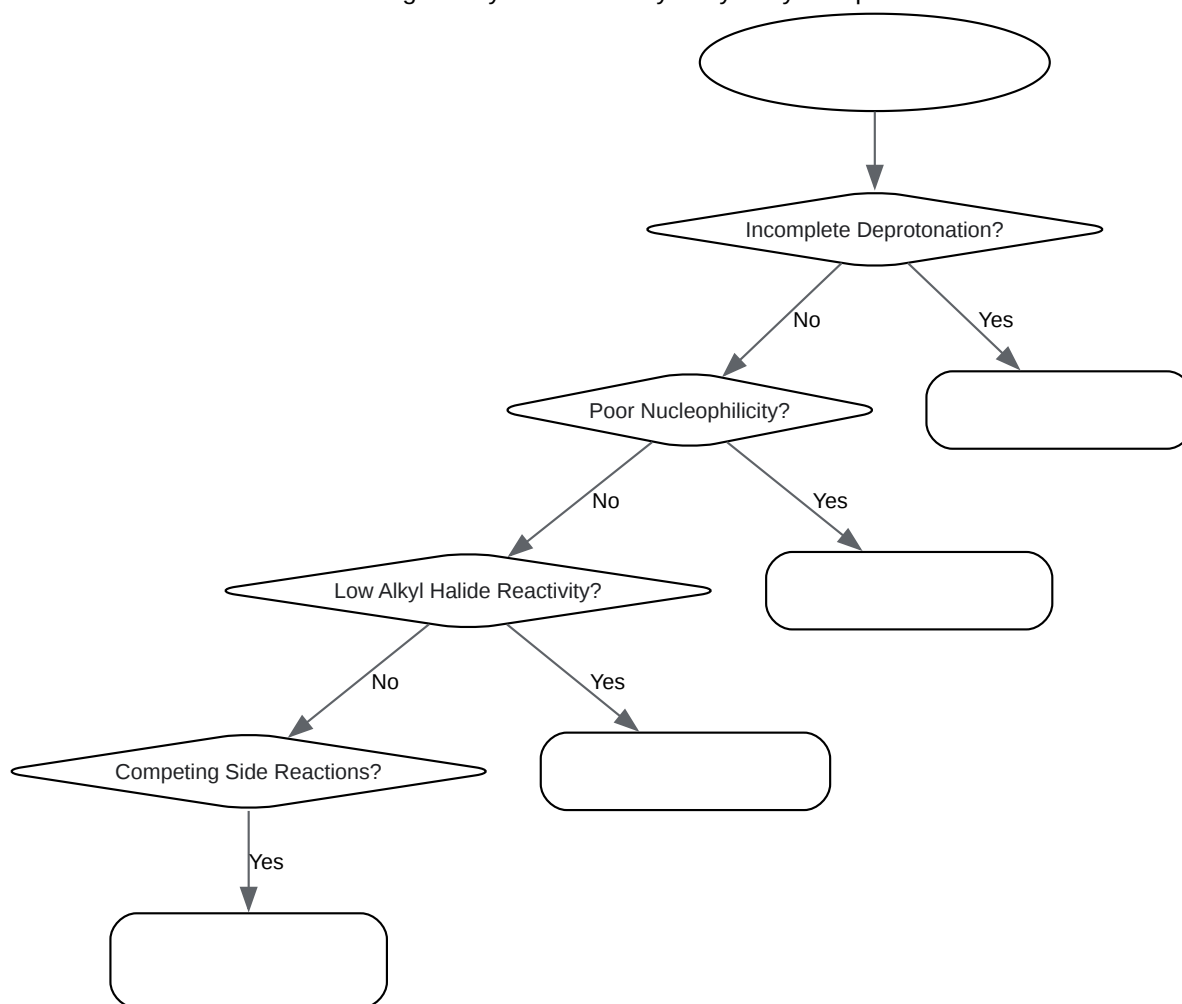 Incomplete Deprotonation?
No
Yes
Poor Nucleophilicity?
No
Yes
Low Alkyl Halide Reactivity?
No
Yes
Competing Side Reactions?
Yes